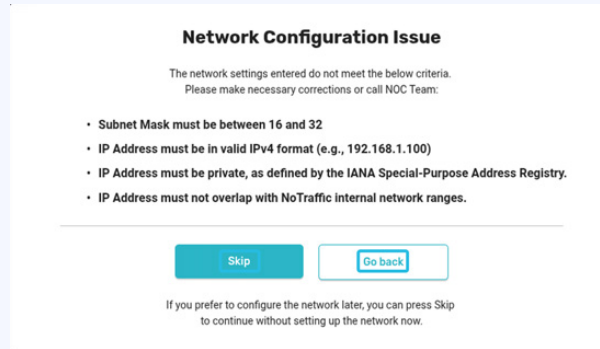 Network Configuration Issue
The network settings entered do not meet the below criteria.
Please make necessary corrections or call NOC Team:
• Subnet Mask must be between 16 and 32
• IP Address must be in valid IPv4 format (e.g., 192.168.1.100)
• IP Address must be private, as defined by the IANA Special-Purpose Address Registry.
• IP Address must not overlap with NoTraffic internal network ranges.
Skip
Go back
If you prefer to configure the network later, you can press Skip
to continue without setting up the network now.